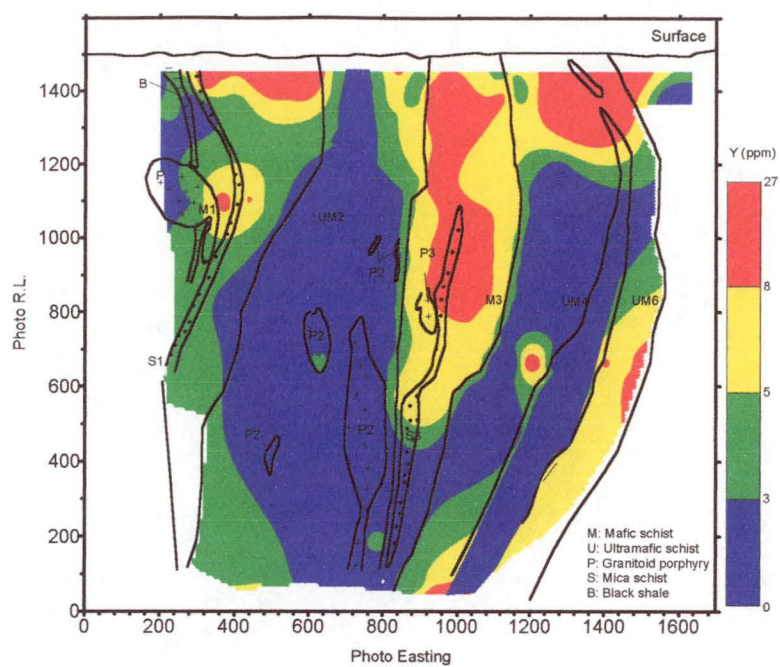 Surface
Photo R.L.
1400
1200
1000
800
600
400
200
0
B
P
M1
S1
UM2
P2
P2
P2
P2
P3
M3
S3
UM4
UM6
M: Mafic schist
U: Ultramafic schist
P: Granitoid porphyry
S: Mica schist
B: Black shale
0 200 400 600 800 1000 1200 1400 1600
Photo Easting
Y (ppm)
27
8
5
3
0